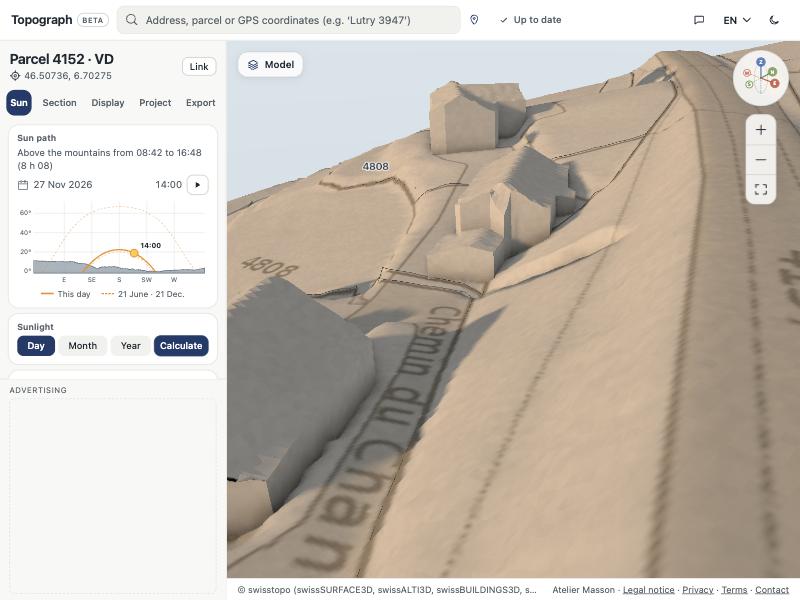 Topograph BETA
Address, parcel or GPS coordinates (e.g. 'Lutry 3947')
Up to date
EN
Parcel 4152 · VD
46.50736, 6.70275
Link
Sun Section Display Project Export
Sun path
Above the mountains from 08:42 to 16:48
(8 h 08)
27 Nov 2026 14:00
60°
40°
20°
0°
14:00
E SE S SW W
This day 21 June · 21 Dec.
Sunlight
Day Month Year Calculate
ADVERTISING
Model
Z
N
E
S
W
4808
4808
Chemin du Chân
© swisstopo (swissSURFACE3D, swissALTI3D, swissBUILDINGS3D, s...
Atelier Masson · Legal notice · Privacy · Terms · Contact